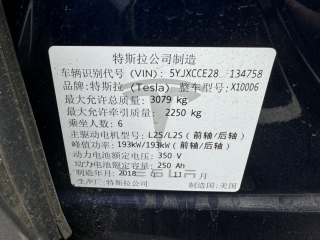 特斯拉公司制造
车辆识别代号 (VIN): 5YJXCCE28 134758
品牌: 特斯拉 (Tesla) 整车型号: X10006
最大允许总质量: 3079 kg
最大允许牵引质量: 2250 kg
乘坐人数: 6
主驱动电机型号: L2S/L2S (前轴/后轴)
峰值功率: 193kW/193kW (前轴/后轴)
动力电池额定电压: 350 V
动力电池额定容量: 250 Ah
制造年月: 2018 年 11 月
生产厂: 特斯拉公司 制造国: 美国